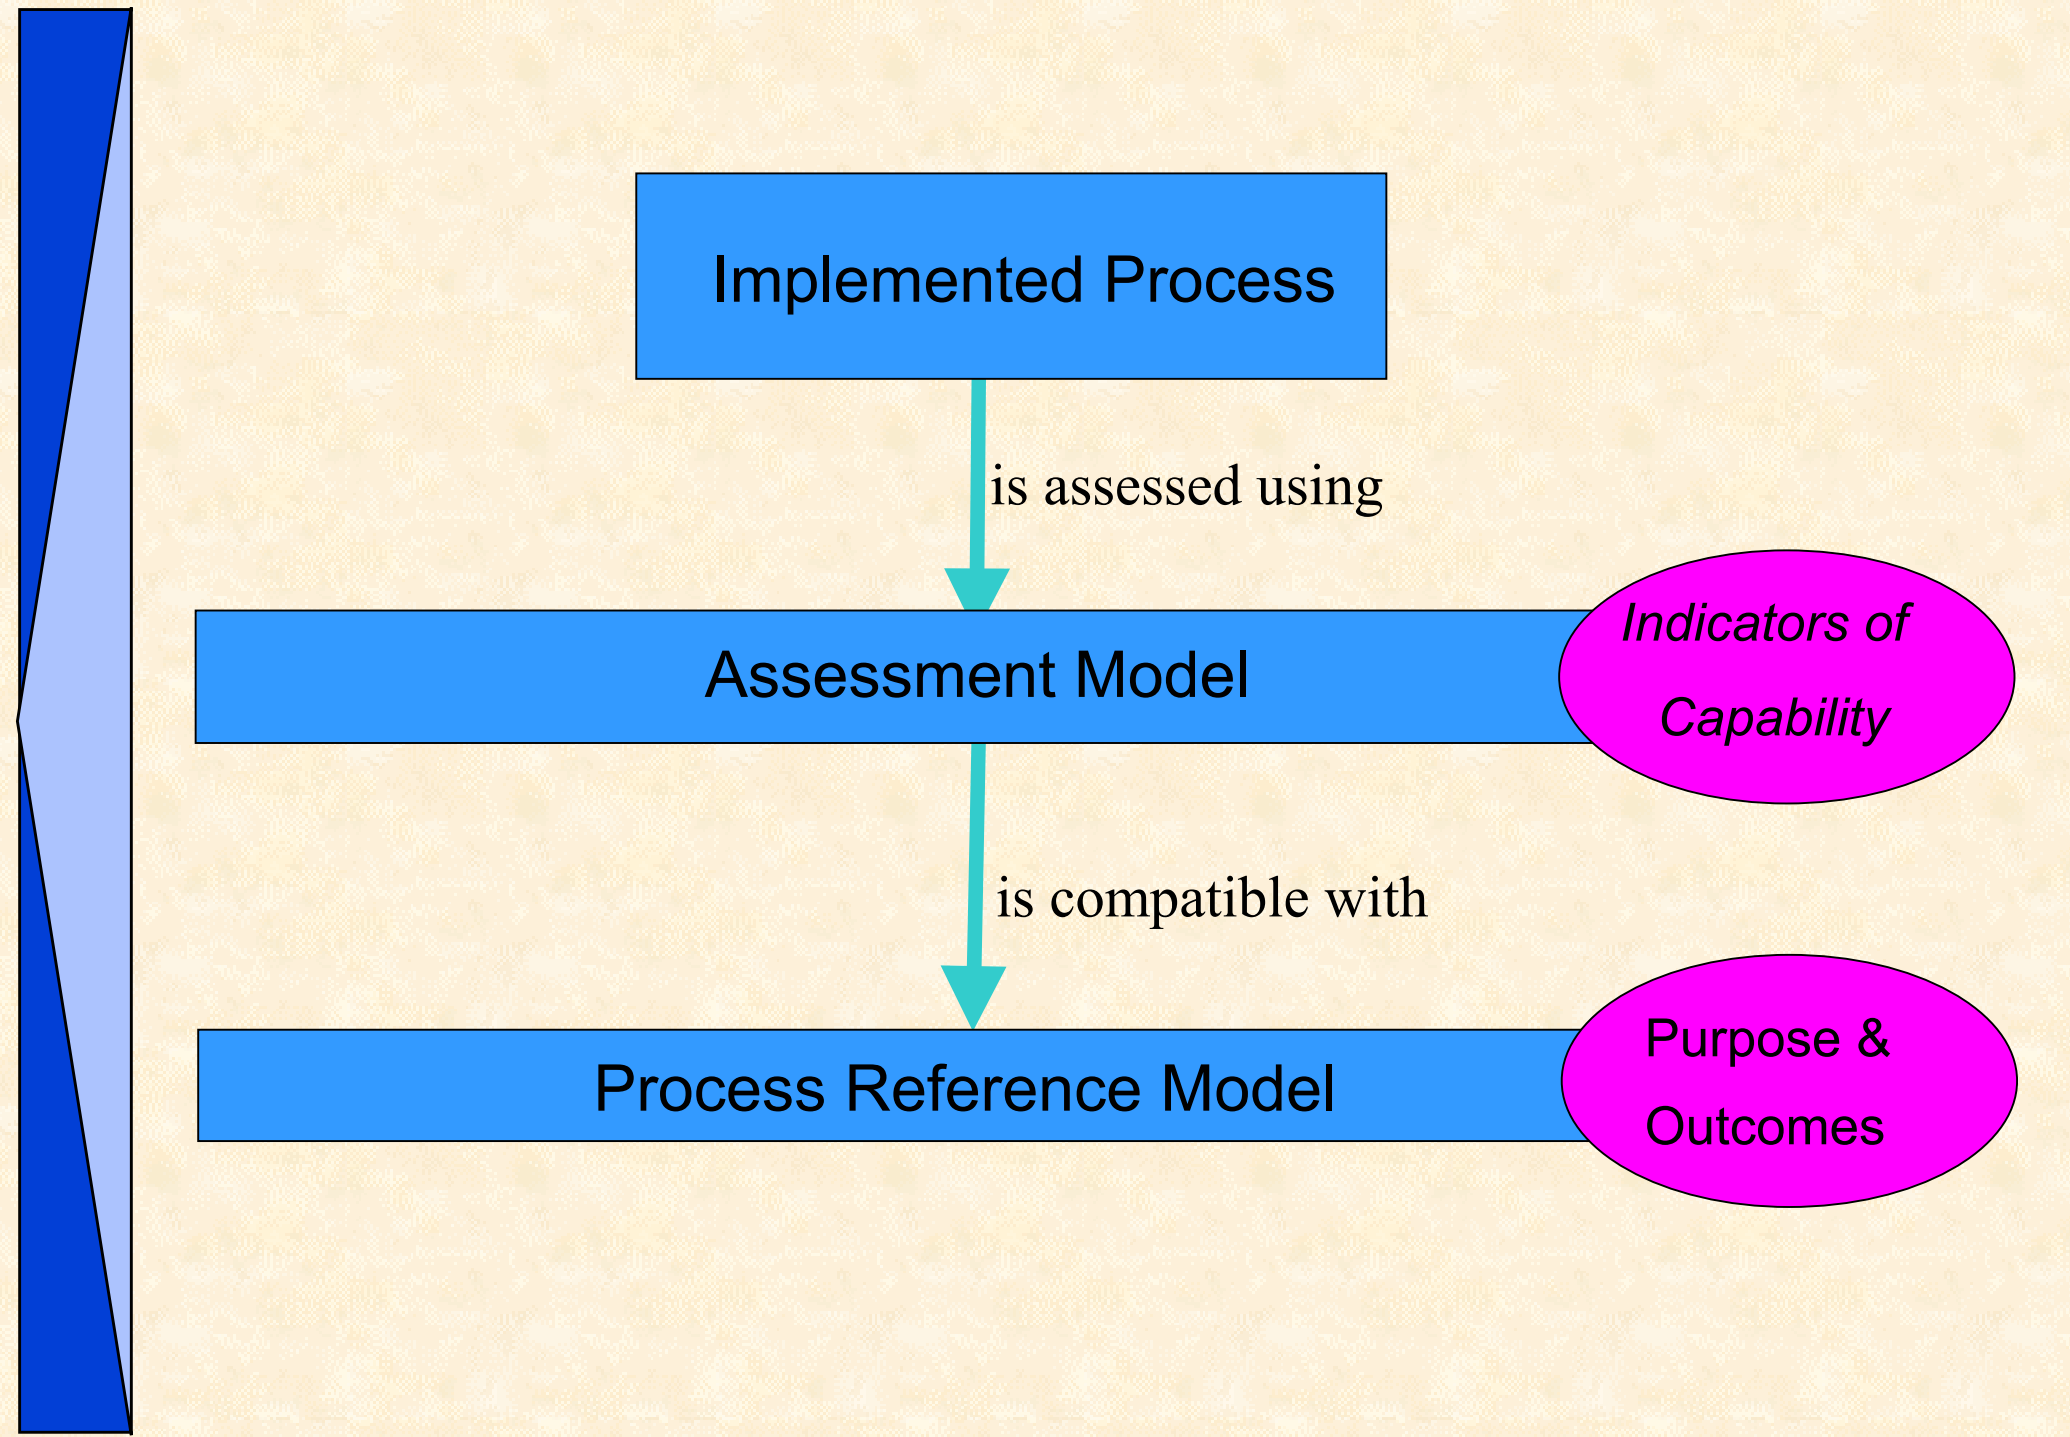 Implemented Process
is assessed using
Assessment Model
Indicators of
Capability
is compatible with
Process Reference Model
Purpose &
Outcomes